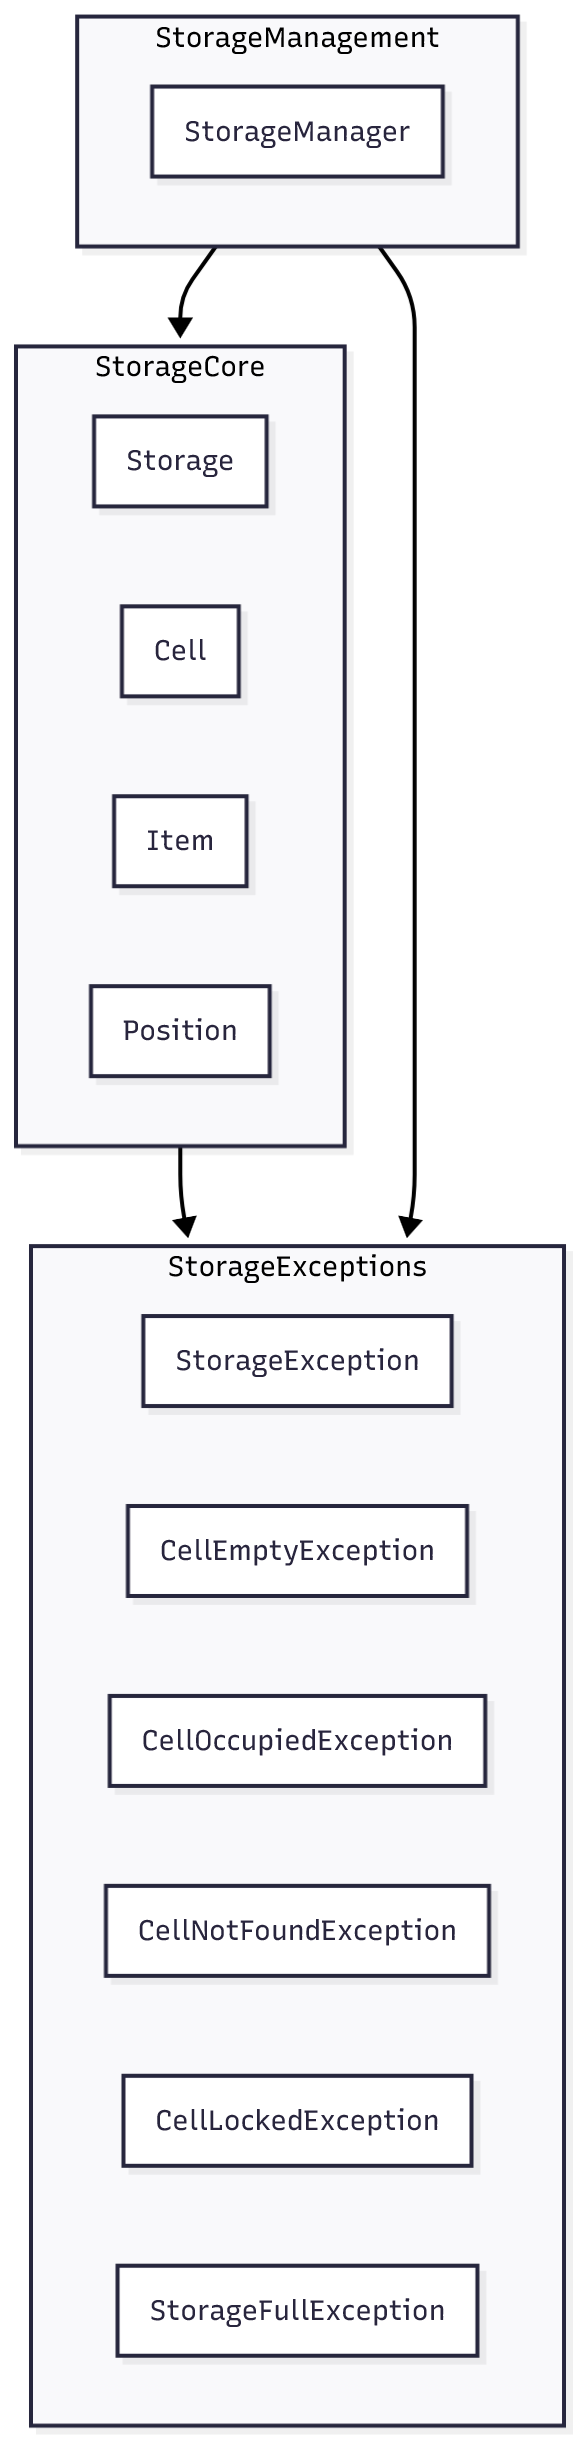 StorageManagement
StorageManager
StorageCore
Storage
Cell
Item
Position
StorageExceptions
StorageException
CellEmptyException
CellOccupiedException
CellNotFoundException
CellLockedException
StorageFullException